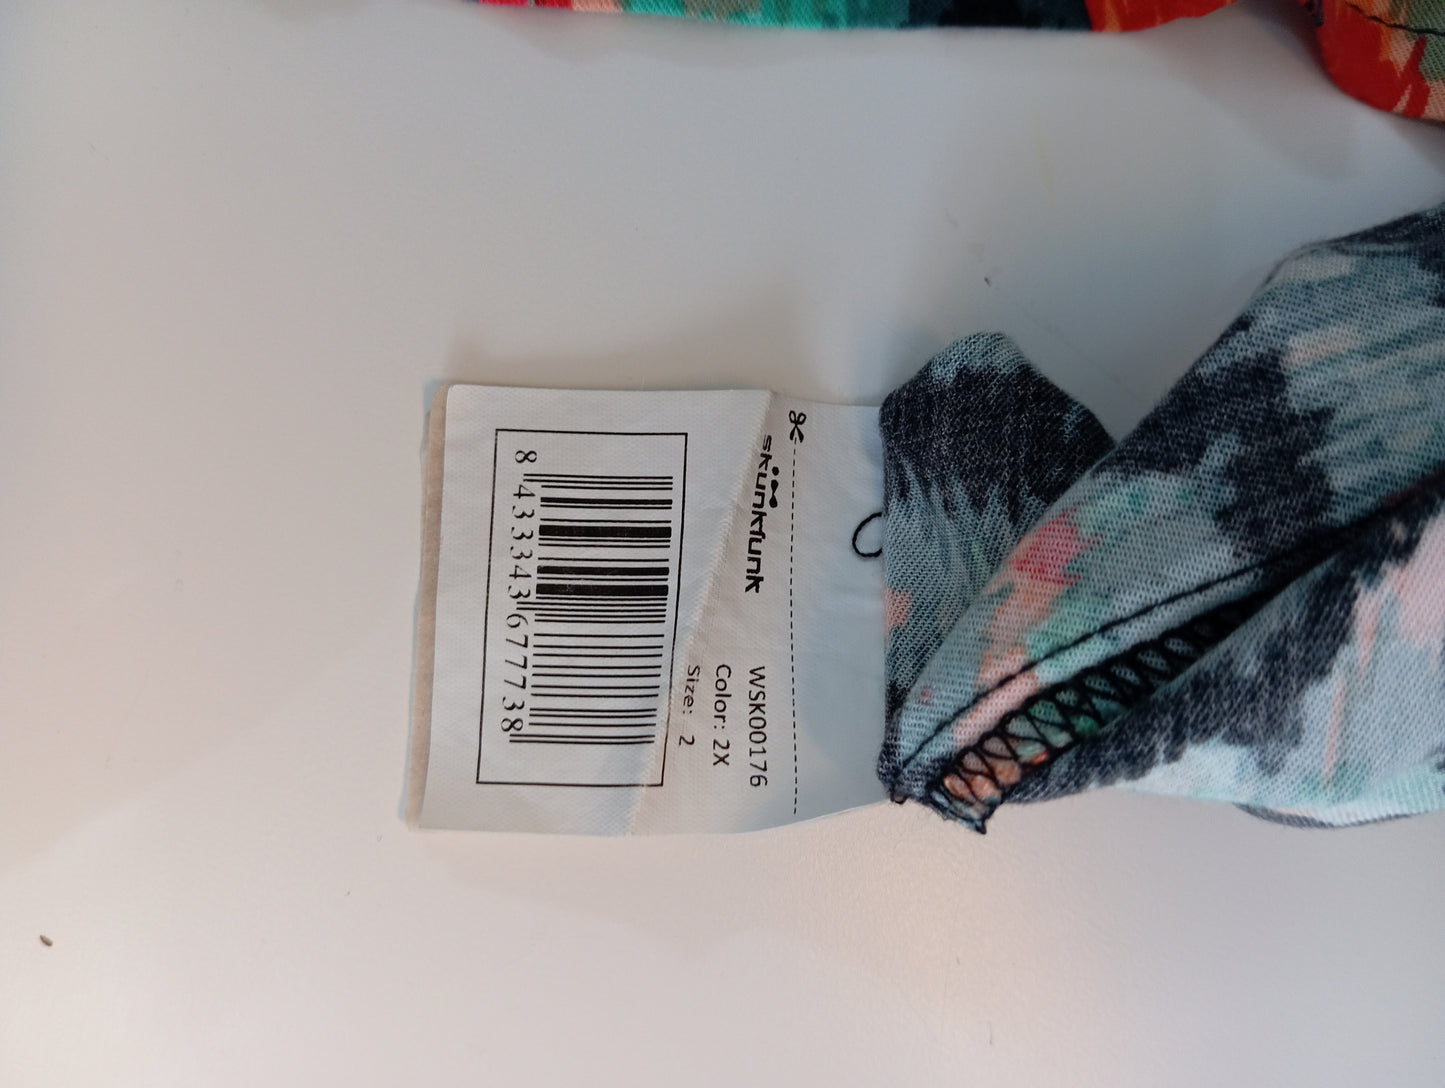 skunkfunk
WSK00176
Color: 2X
Size: 2
8 433343 677738